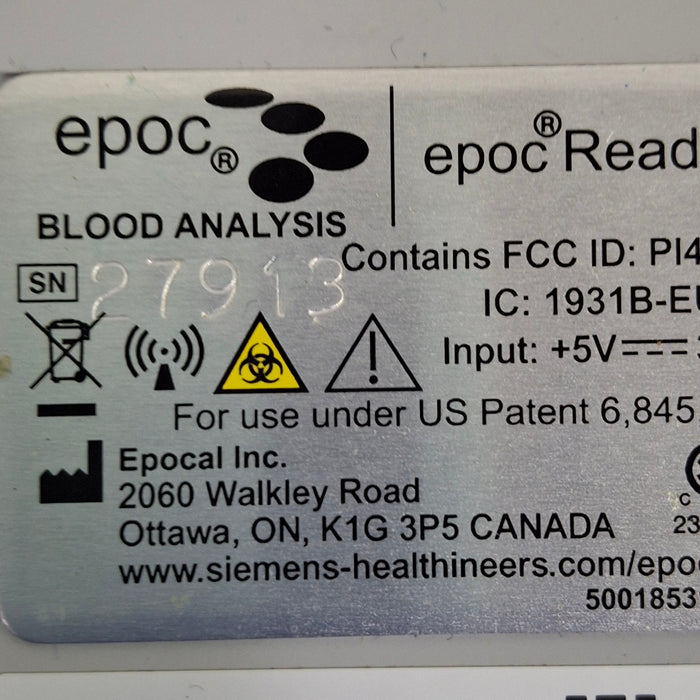 epoc®
BLOOD ANALYSIS
epoc® Read
Contains FCC ID: PI4
SN 27913
IC: 1931B-EU
Input: +5V
For use under US Patent 6,845
Epocal Inc.
2060 Walkley Road
Ottawa, ON, K1G 3P5 CANADA
www.siemens-healthineers.com/epo
c
23
5001853